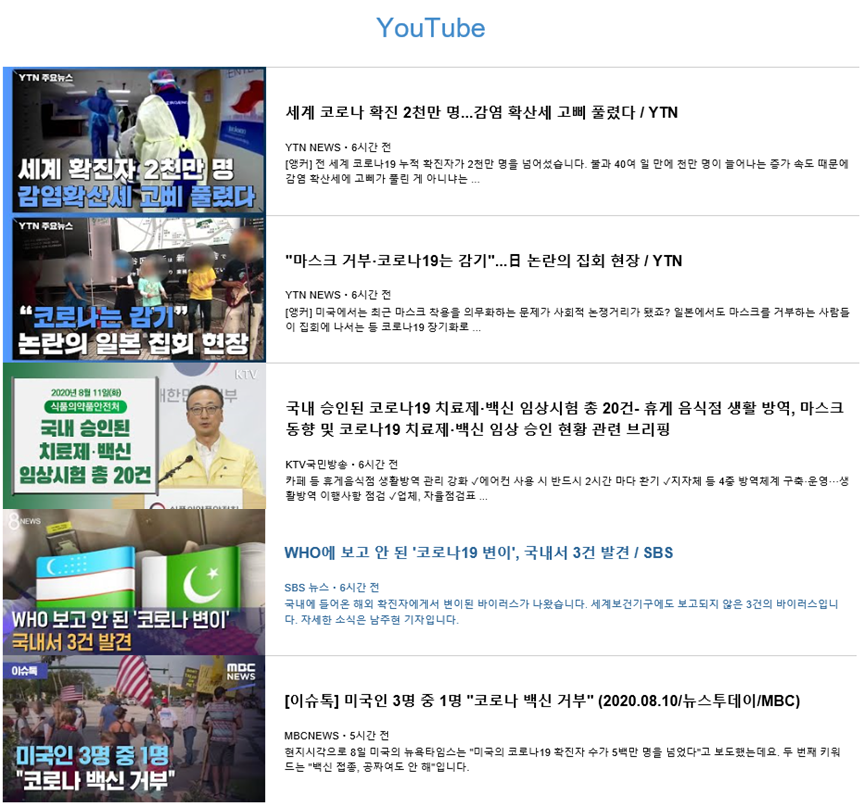 YouTube
YTN 주요뉴스
세계 확진자 2천만 명
감염확산세 고삐 풀렸다
세계 코로나 확진 2천만 명...감염 확산세 고삐 풀렸다 / YTN
YTN NEWS • 6시간 전
[앵커] 전 세계 코로나19 누적 확진자가 2천만 명을 넘어섰습니다. 불과 40여 일 만에 천만 명이 늘어나는 증가 속도 때문에
감염 확산세에 고삐가 풀린 게 아니냐는 ...
YTN 주요뉴스
“코로나는 감기”
논란의 일본 집회 현장
"마스크 거부·코로나19는 감기"...日 논란의 집회 현장 / YTN
YTN NEWS • 6시간 전
[앵커] 미국에서는 최근 마스크 착용을 의무화하는 문제가 사회적 논쟁거리가 됐죠? 일본에서도 마스크를 거부하는 사람들
이 집회에 나서는 등 코로나19 장기화로 ...
KTV
2020년 8월 11일(화)
식품의약품안전처
국내 승인된
치료제·백신
임상시험 총 20건
국내 승인된 코로나19 치료제·백신 임상시험 총 20건- 휴게 음식점 생활 방역, 마스크
동향 및 코로나19 치료제·백신 임상 승인 현황 관련 브리핑
KTV국민방송 • 6시간 전
카페 등 휴게음식점 생활방역 관리 강화 ✓에어컨 사용 시 반드시 2시간 마다 환기 ✓지자체 등 4중 방역체계 구축·운영…생
활방역 이행사항 점검 ✓업체, 자율점검표 ...
8 NEWS
WHO 보고 안 된 '코로나 변이'
국내서 3건 발견
WHO에 보고 안 된 '코로나19 변이', 국내서 3건 발견 / SBS
SBS 뉴스 • 6시간 전
국내에 들어온 해외 확진자에게서 변이된 바이러스가 나왔습니다. 세계보건기구에도 보고되지 않은 3건의 바이러스입니
다. 자세한 소식은 남주현 기자입니다.
이슈톡
MBC NEWS
미국인 3명 중 1명
"코로나 백신 거부"
[이슈톡] 미국인 3명 중 1명 "코로나 백신 거부" (2020.08.10/뉴스투데이/MBC)
MBCNEWS • 5시간 전
현지시각으로 8일 미국의 뉴욕타임스는 "미국의 코로나19 확진자 수가 5백만 명을 넘었다"고 보도했는데요. 두 번째 키워
드는 "백신 접종, 공짜여도 안 해"입니다.